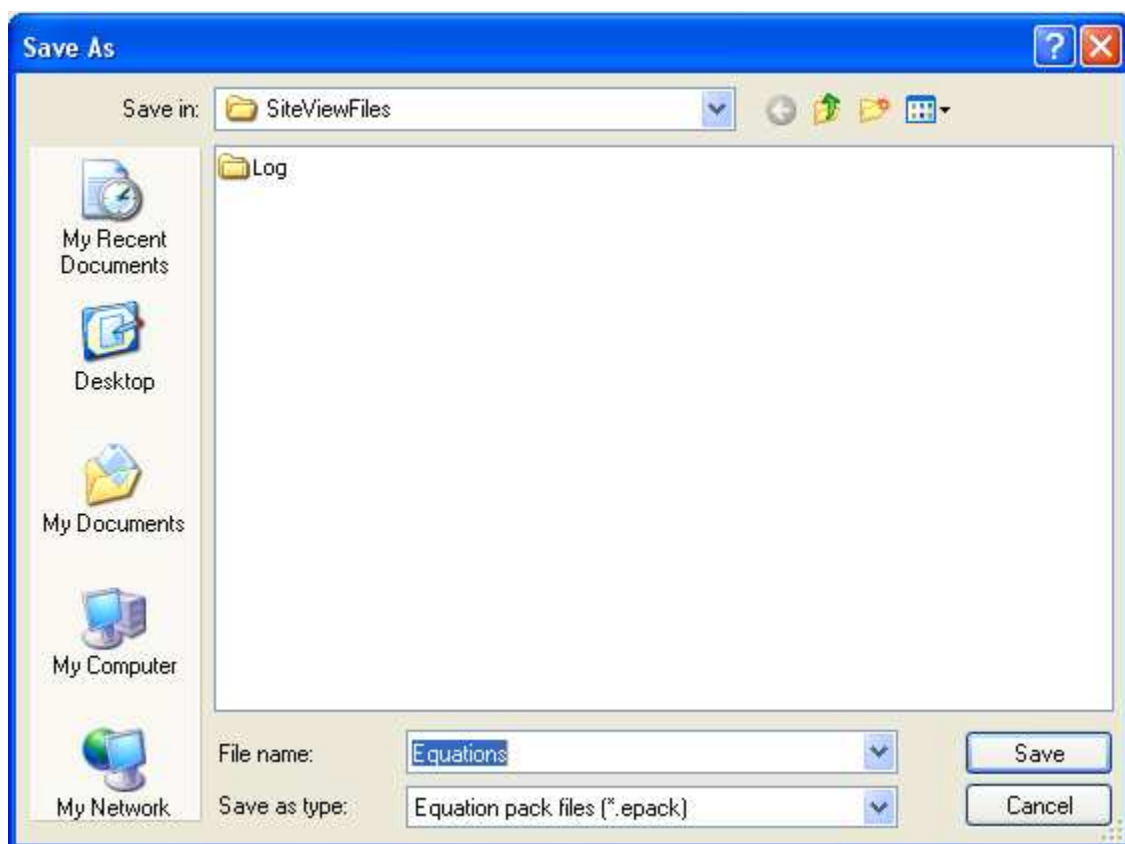 Save As
Save in: SiteViewFiles
Log
My Recent
Documents
Desktop
My Documents
My Computer
My Network
File name: Equations Save
Save as type: Equation pack files (*.epack) Cancel